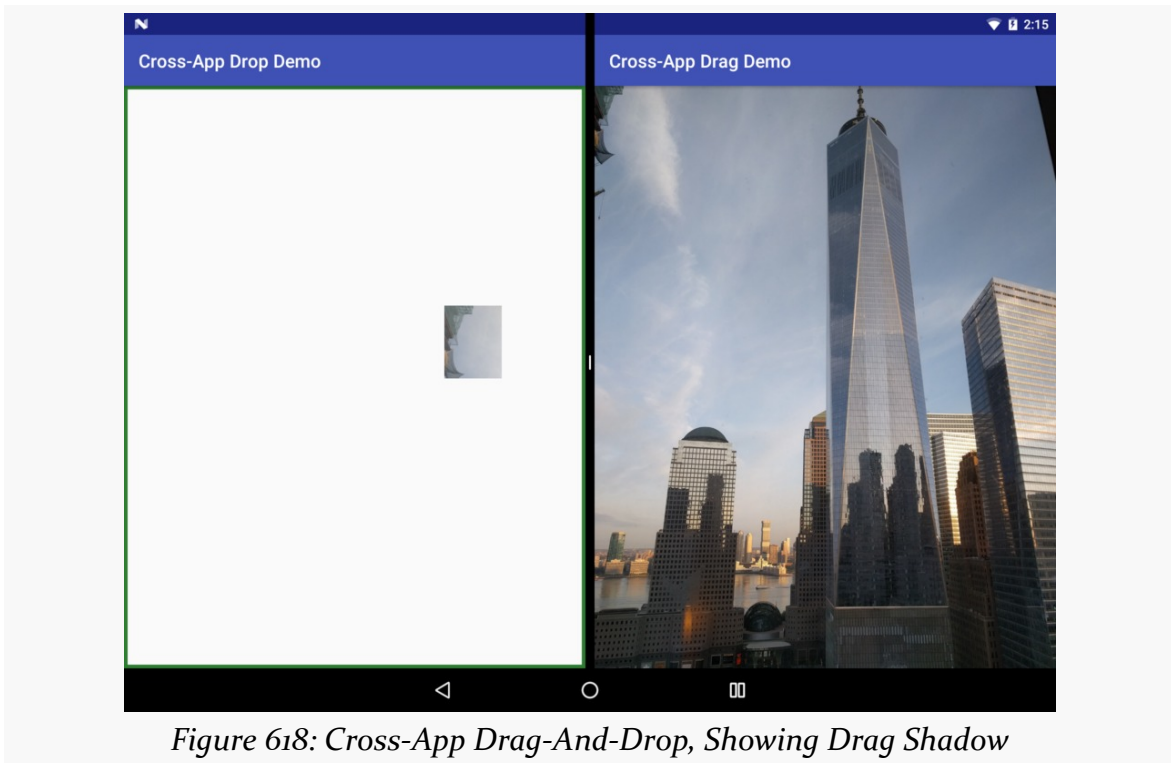 2:15
Cross-App Drop Demo
Cross-App Drag Demo
Figure 618: Cross-App Drag-And-Drop, Showing Drag Shadow